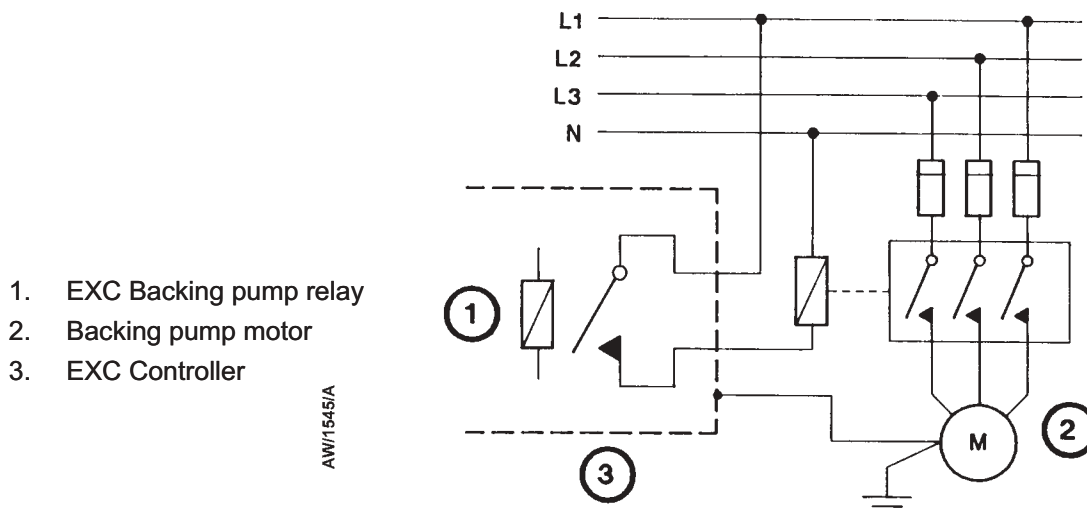 L1
L2
L3
N
1
1. EXC Backing pump relay
2. Backing pump motor
3. EXC Controller
AW/1545/A
M
2
3